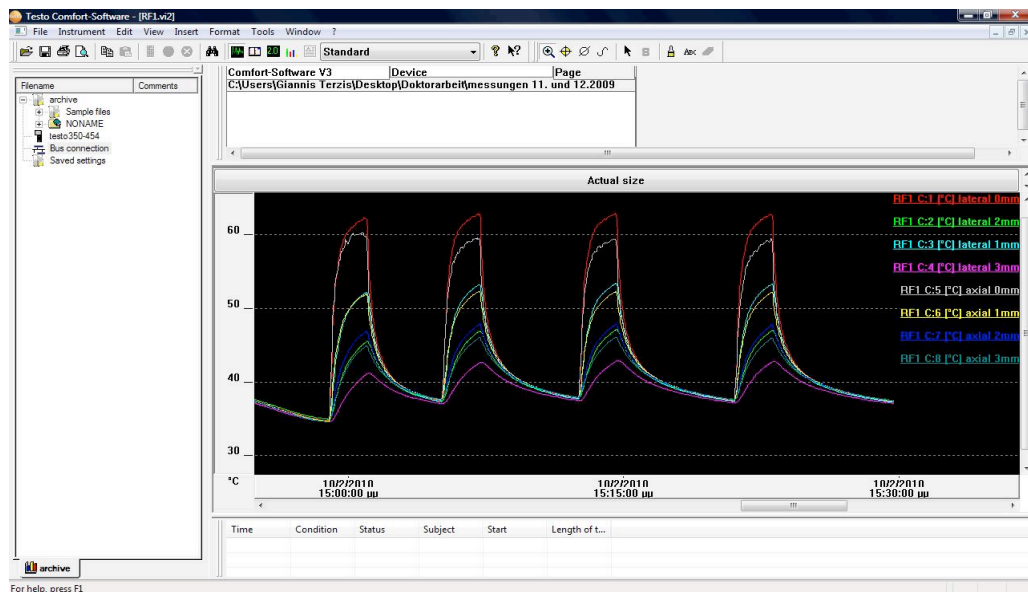 Testo Comfort-Software - [RF1.vi2]
File Instrument Edit View Insert Format Tools Window ?
2.0 Standard ABC
Filename Comments
archive
Sample files
NONAME
testo350-454
Bus connection
Saved settings
archive
Comfort-Software V3 Device Page
C:\Users\Giannis Terzis\Desktop\Doktorarbeit\messungen 11. und 12.2009
Actual size
RF1 C:1 [°C] lateral 0mm
RF1 C:2 [°C] lateral 2mm
RF1 C:3 [°C] lateral 1mm
RF1 C:4 [°C] lateral 3mm
RF1 C:5 [°C] axial 0mm
RF1 C:6 [°C] axial 1mm
RF1 C:7 [°C] axial 2mm
RF1 C:8 [°C] axial 3mm
60
50
40
30
°C
10/2/2010 10/2/2010 10/2/2010
15:00:00 μμ 15:15:00 μμ 15:30:00 μμ
Time Condition Status Subject Start Length of t...
For help, press F1